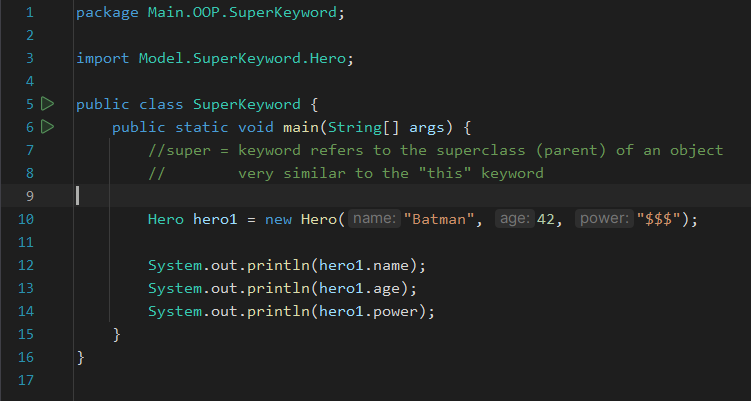 1 package Main.OOP.SuperKeyword;
2
3 import Model.SuperKeyword.Hero;
4
5 public class SuperKeyword {
6 public static void main(String[] args) {
7 //super = keyword refers to the superclass (parent) of an object
8 // very similar to the "this" keyword
9
10 Hero hero1 = new Hero( name: "Batman", age: 42, power: "$$$");
11
12 System.out.println(hero1.name);
13 System.out.println(hero1.age);
14 System.out.println(hero1.power);
15 }
16 }
17